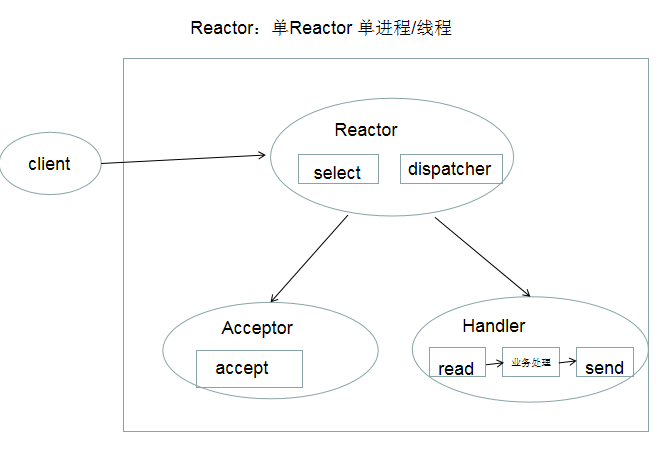 Reactor：单Reactor 单进程/线程
client
Reactor
select
dispatcher
Acceptor
accept
Handler
read
业务处理
send